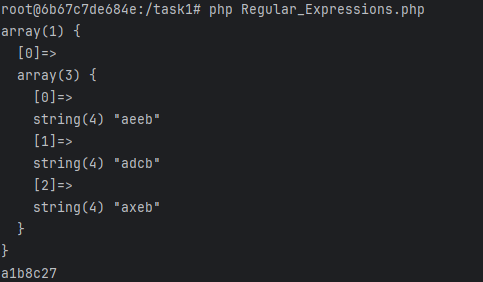 root@6b67c7de684e:/task1# php Regular_Expressions.php
array(1) {
  [0]=>
  array(3) {
    [0]=>
    string(4) "aeeb"
    [1]=>
    string(4) "adcb"
    [2]=>
    string(4) "axeb"
  }
}
a1b8c27